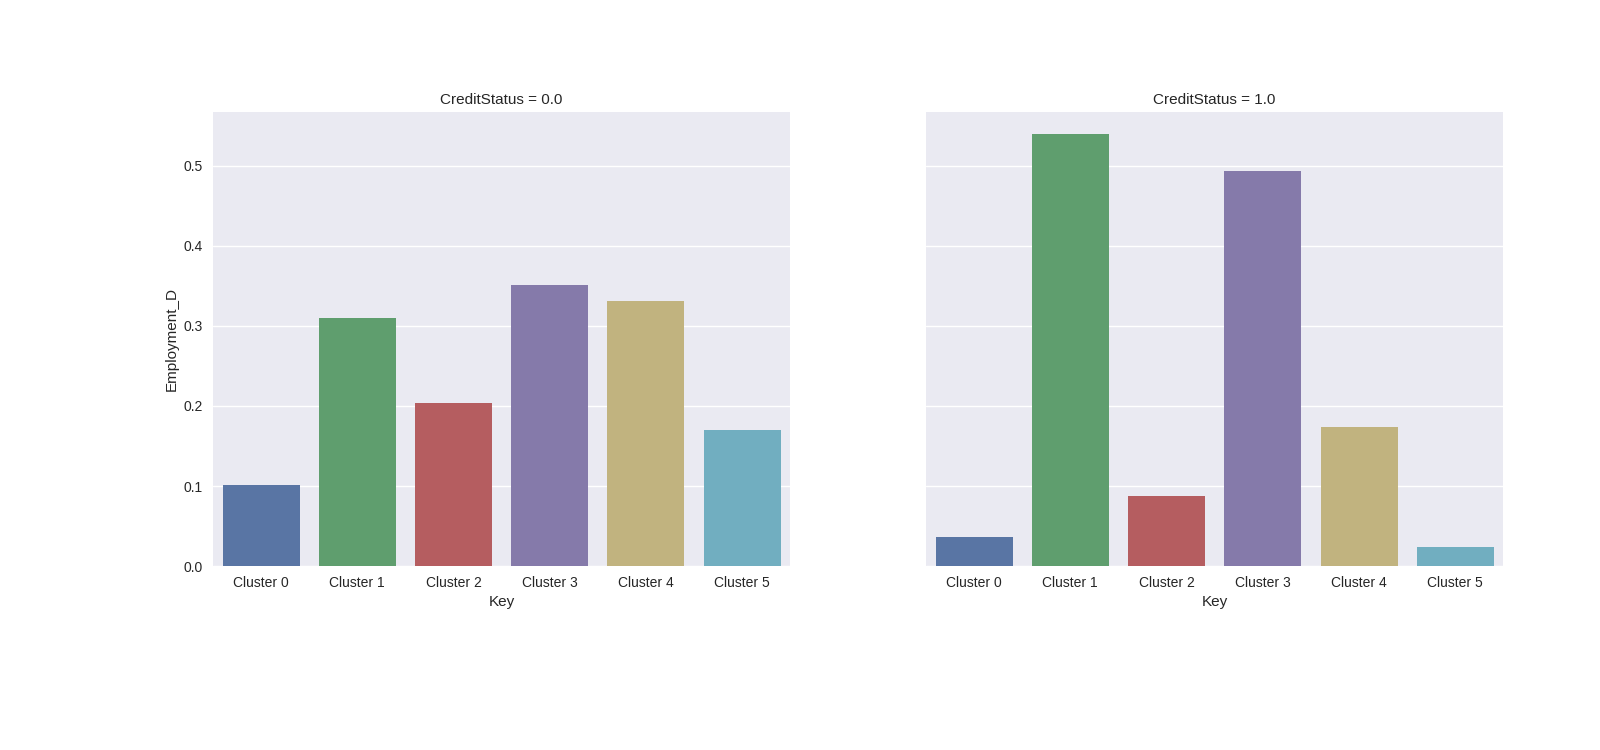 CreditStatus = 0.0
CreditStatus = 1.0
Employment_D
0.5
0.4
0.3
0.2
0.1
0.0
Cluster 0 Cluster 1 Cluster 2 Cluster 3 Cluster 4 Cluster 5
Key
Cluster 0 Cluster 1 Cluster 2 Cluster 3 Cluster 4 Cluster 5
Key